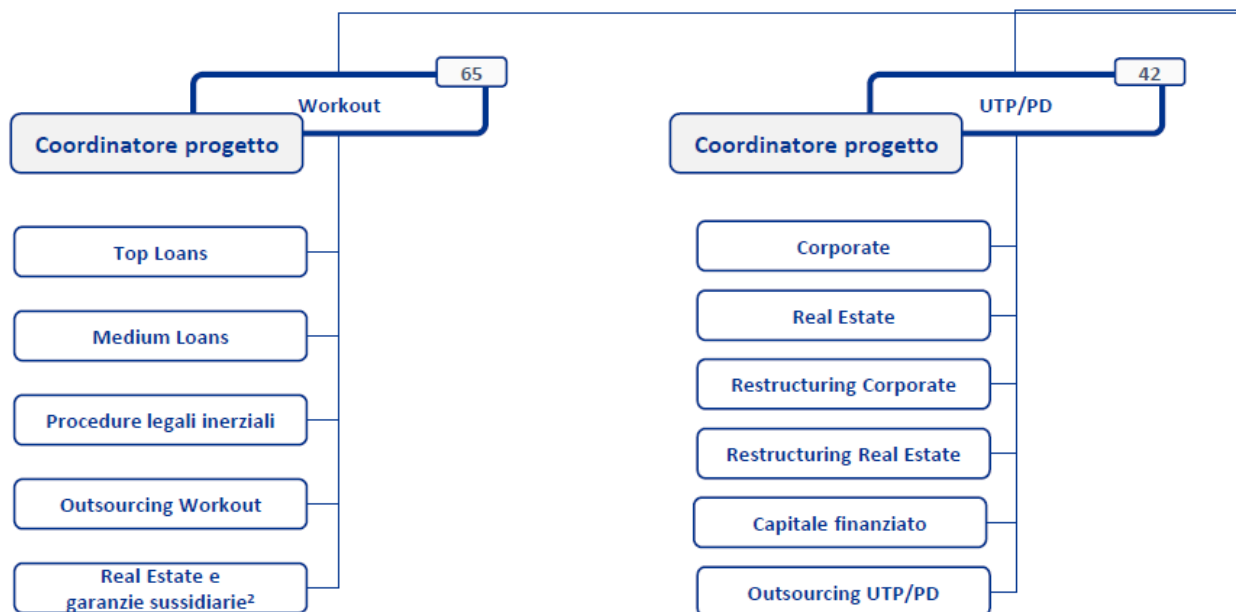 65
Workout
Coordinatore progetto
Top Loans
Medium Loans
Procedure legali inerziali
Outsourcing Workout
Real Estate e
garanzie sussidiarie²
42
UTP/PD
Coordinatore progetto
Corporate
Real Estate
Restructuring Corporate
Restructuring Real Estate
Capitale finanziato
Outsourcing UTP/PD